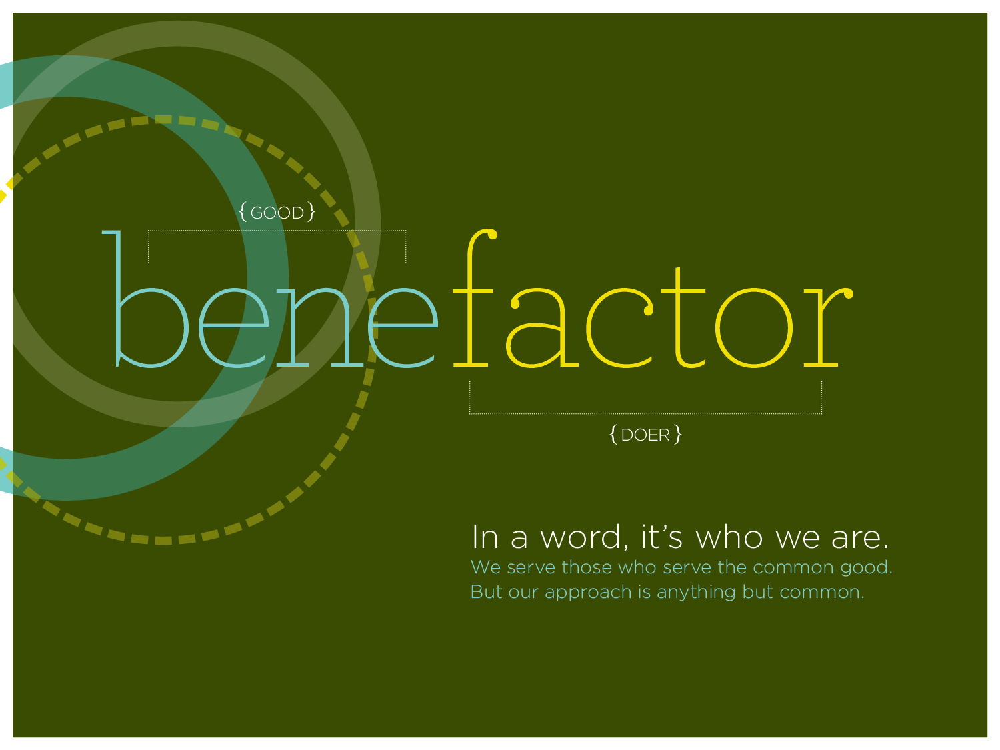 {GOOD}
benefactor
{DOER}
In a word, it’s who we are.
We serve those who serve the common good.
But our approach is anything but common.